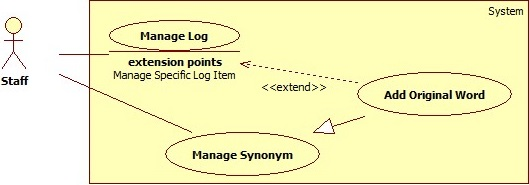 System
Manage Log
extension points
Manage Specific Log Item
Staff
<<extend>>
Add Original Word
Manage Synonym